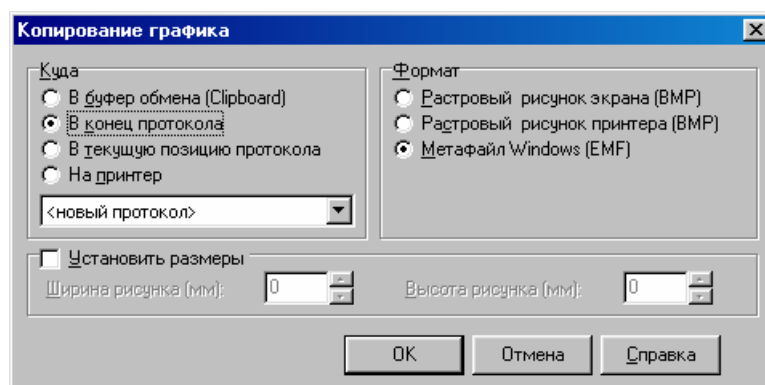 Копирование графика
Куда
В буфер обмена (Clipboard)
В конец протокола
В текущую позицию протокола
На принтер
<новый протокол>
Формат
Растровый рисунок экрана (BMP)
Растровый рисунок принтера (BMP)
Метафайл Windows (EMF)
Установить размеры
Ширина рисунка (мм): 0 Высота рисунка (мм): 0
OK Отмена Справка